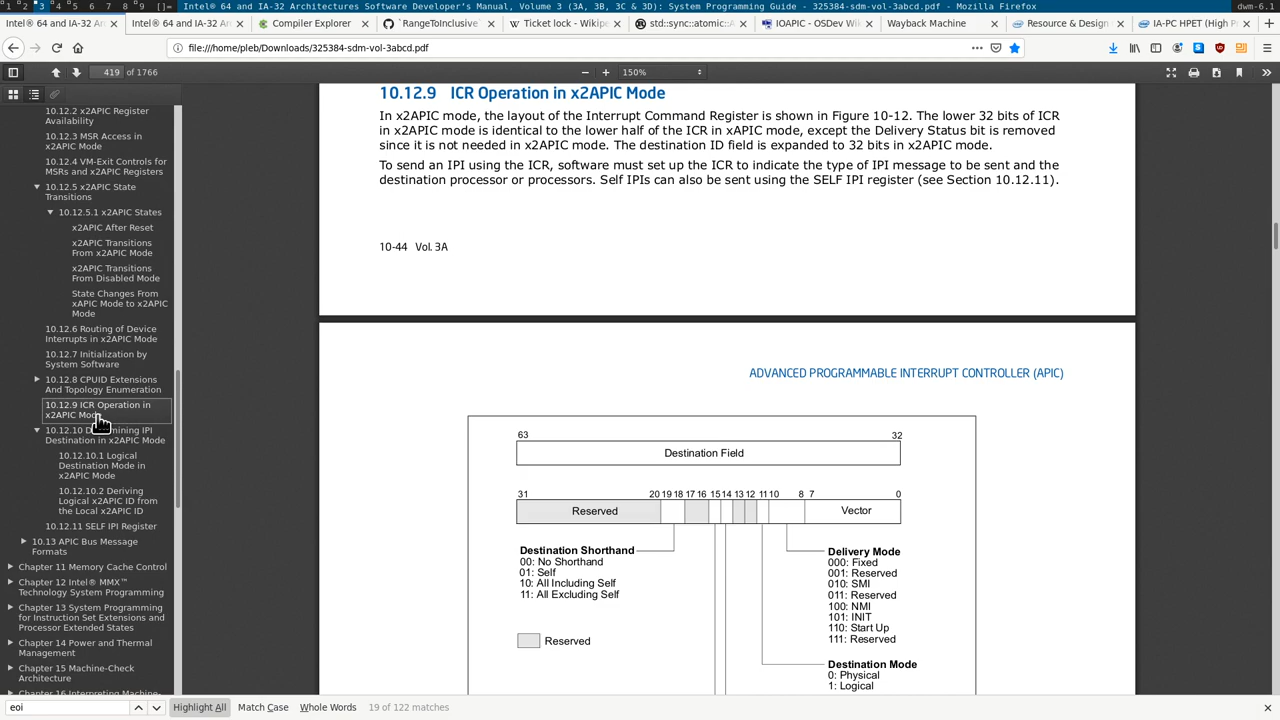 1 2 3 4 5 6 7 8 9 []= Intel® 64 and IA-32 Architectures Software Developer's Manual, Volume 3 (3A, 3B, 3C & 3D): System Programming Guide - 325384-sdm-vol-3abcd.pdf - Mozilla Firefox dwm-6.1
Intel® 64 and IA-32 Ar Intel® 64 and IA-32 Arc Compiler Explorer `RangeToInclusive` Ticket lock - Wikipe std::sync::atomic::A IOAPIC - OSDev Wik Wayback Machine Resource & Design IA-PC HPET (High P
file:///home/pleb/Downloads/325384-sdm-vol-3abcd.pdf
419 of 1766 150%
10.12.2 x2APIC Register
Availability
10.12.3 MSR Access in
x2APIC Mode
10.12.4 VM-Exit Controls for
MSRs and x2APIC Registers
10.12.5 x2APIC State
Transitions
10.12.5.1 x2APIC States
x2APIC After Reset
x2APIC Transitions
From x2APIC Mode
x2APIC Transitions
From Disabled Mode
State Changes From
xAPIC Mode to x2APIC
Mode
10.12.6 Routing of Device
Interrupts in x2APIC Mode
10.12.7 Initialization by
System Software
10.12.8 CPUID Extensions
And Topology Enumeration
10.12.9 ICR Operation in
x2APIC Mode
10.12.10 Determining IPI
Destination in x2APIC Mode
10.12.10.1 Logical
Destination Mode in
x2APIC Mode
10.12.10.2 Deriving
Logical x2APIC ID from
the Local x2APIC ID
10.12.11 SELF IPI Register
10.13 APIC Bus Message
Formats
Chapter 11 Memory Cache Control
Chapter 12 Intel® MMX™
Technology System Programming
Chapter 13 System Programming
for Instruction Set Extensions and
Processor Extended States
Chapter 14 Power and Thermal
Management
Chapter 15 Machine-Check
Architecture
Chapter 16 Interpreting Machine-
10.12.9 ICR Operation in x2APIC Mode
In x2APIC mode, the layout of the Interrupt Command Register is shown in Figure 10-12. The lower 32 bits of ICR
in x2APIC mode is identical to the lower half of the ICR in xAPIC mode, except the Delivery Status bit is removed
since it is not needed in x2APIC mode. The destination ID field is expanded to 32 bits in x2APIC mode.
To send an IPI using the ICR, software must set up the ICR to indicate the type of IPI message to be sent and the
destination processor or processors. Self IPIs can also be sent using the SELF IPI register (see Section 10.12.11).
10-44 Vol. 3A
ADVANCED PROGRAMMABLE INTERRUPT CONTROLLER (APIC)
63 32
Destination Field
31 20 19 18 17 16 15 14 13 12 11 10 8 7 0
Reserved Vector
Destination Shorthand
00: No Shorthand
01: Self
10: All Including Self
11: All Excluding Self
Reserved
Delivery Mode
000: Fixed
001: Reserved
010: SMI
011: Reserved
100: NMI
101: INIT
110: Start Up
111: Reserved
Destination Mode
0: Physical
1: Logical
eoi Highlight All Match Case Whole Words 19 of 122 matches